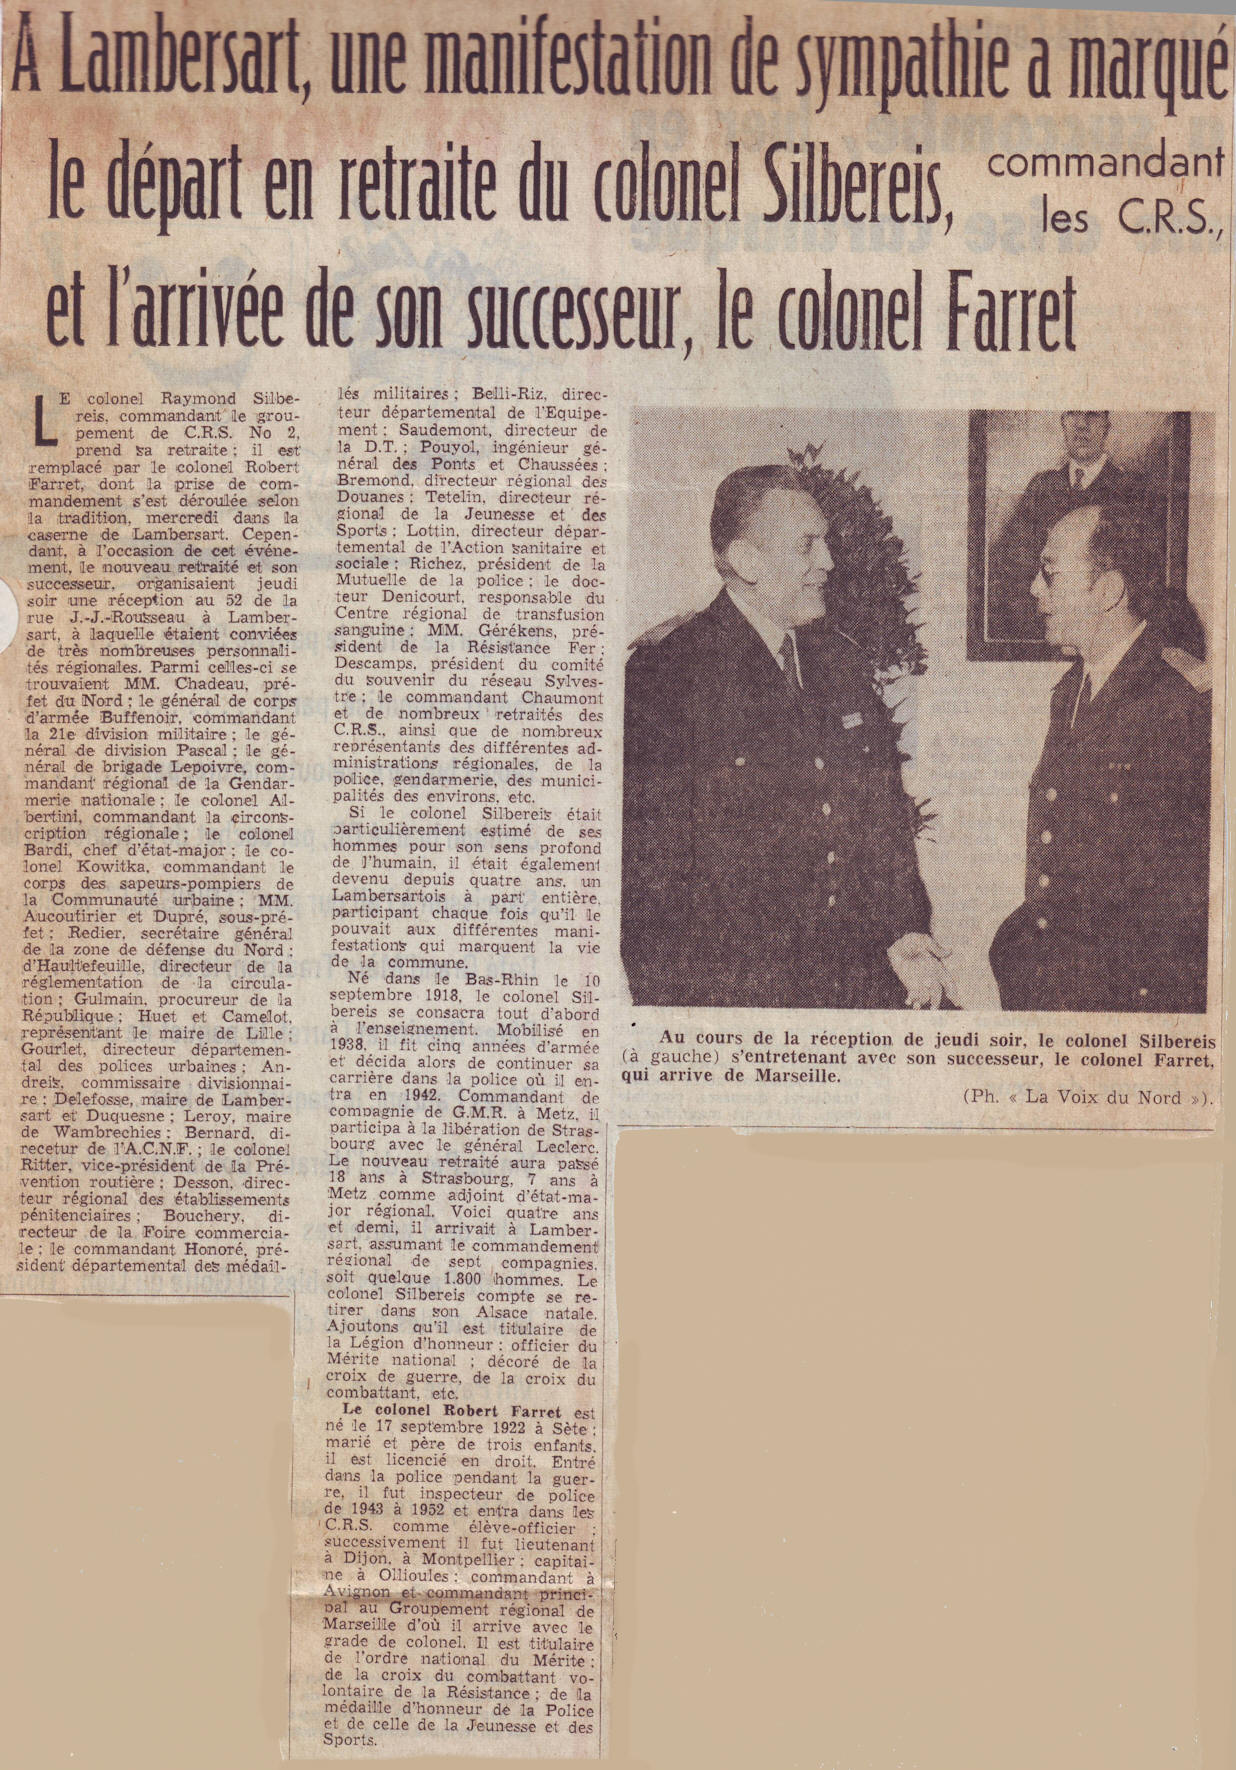 A Lambersart, une manifestation de sympathie a marqué
le départ en retraite du colonel Silbereis, commandant
les C.R.S.,
et l'arrivée de son successeur, le colonel Farret
LE colonel Raymond Silbe-
reis, commandant le grou-
pement de C.R.S. No 2,
prend sa retraite ; il est
remplacé par le colonel Robert
Farret, dont la prise de com-
mandement s'est déroulée selon
la tradition, mercredi dans la
caserne de Lambersart. Cepen-
dant, à l'occasion de cet événe-
ment, le nouveau retraité et son
successeur, organisaient jeudi
soir une réception au 52 de la
rue J.-J.-Rousseau à Lamber-
sart, à laquelle étaient conviées
de très nombreuses personnali-
tés régionales. Parmi celles-ci se
trouvaient MM. Chadeau, pré-
fet du Nord ; le général de corps
d'armée Buffenoir, commandant
la 21e division militaire ; le gé-
néral de division Pascal ; le gé-
néral de brigade Lepoivre, com-
mandant régional de la Gendar-
merie nationale ; le colonel Al-
bertini, commandant la circons-
cription régionale ; le colonel
Bardi, chef d'état-major ; le co-
lonel Kowitka, commandant le
corps des sapeurs-pompiers de
la Communauté urbaine ; MM.
Aucoutirier et Dupré, sous-pré-
fet ; Redier, secrétaire général
de la zone de défense du Nord ;
d'Haultefeuille, directeur de la
réglementation de la circula-
tion ; Gulmain, procureur de la
République ; Huet et Camelot,
représentant le maire de Lille ;
Gourlet, directeur départemen-
tal des polices urbaines ; An-
dreis, commissaire divisionnai-
re ; Delefosse, maire de Lamber-
sart et Duquesne ; Leroy, maire
de Wambrechies ; Bernard, di-
recetur de l'A.C.N.F. ; le colonel
Ritter, vice-président de la Pré-
vention routière ; Desson, direc-
teur régional des établissements
pénitenciaires ; Bouchery, di-
recteur de la Foire commercia-
le ; le commandant Honoré, pré-
sident départemental des médail-
lés militaires ; Belli-Riz, direc-
teur départemental de l'Equipe-
ment ; Saudemont, directeur de
la D.T. ; Pouyol, ingénieur gé-
néral des Ponts et Chaussées ;
Bremond, directeur régional des
Douanes ; Tetelin, directeur ré-
gional de la Jeunesse et des
Sports ; Lottin, directeur dépar-
temental de l'Action sanitaire et
sociale ; Richez, président de la
Mutuelle de la police ; le doc-
teur Denicourt, responsable du
Centre régional de transfusion
sanguine ; MM. Gérékens, pré-
sident de la Résistance Fer ;
Descamps, président du comité
du souvenir du réseau Sylves-
tre ; le commandant Chaumont
et de nombreux retraités des
C.R.S., ainsi que de nombreux
représentants des différentes ad-
ministrations régionales, de la
police, gendarmerie, des munici-
palités des environs, etc.
Si le colonel Silbereis était
particulièrement estimé de ses
hommes pour son sens profond
de l'humain, il était également
devenu depuis quatre ans, un
Lambersartois à part entière,
participant chaque fois qu'il le
pouvait aux différentes mani-
festations qui marquent la vie
de la commune.
Né dans le Bas-Rhin le 10
septembre 1918, le colonel Sil-
bereis se consacra tout d'abord
à l'enseignement. Mobilisé en
1938, il fit cinq années d'armée
et décida alors de continuer sa
carrière dans la police où il en-
tra en 1942. Commandant de
compagnie de G.M.R. à Metz, il
participa à la libération de Stras-
bourg avec le général Leclerc.
Le nouveau retraité aura passé
18 ans à Strasbourg, 7 ans à
Metz comme adjoint d'état-ma-
jor régional. Voici quatre ans
et demi, il arrivait à Lamber-
sart, assumant le commandement
régional de sept compagnies,
soit quelque 1.800 hommes. Le
colonel Silbereis compte se re-
tirer dans son Alsace natale.
Ajoutons qu'il est titulaire de
la Légion d'honneur ; officier du
Mérite national ; décoré de la
croix de guerre, de la croix du
combattant, etc.
Le colonel Robert Farret est
né le 17 septembre 1922 à Sète ;
marié et père de trois enfants,
il est licencié en droit. Entré
dans la police pendant la guer-
re, il fut inspecteur de police
de 1943 à 1952 et entra dans les
C.R.S. comme élève-officier ;
successivement il fut lieutenant
à Dijon, à Montpellier ; capitai-
ne à Ollioules ; commandant à
Avignon et commandant princi-
pal au Groupement régional de
Marseille d'où il arrive avec le
grade de colonel. Il est titulaire
de l'ordre national du Mérite ;
de la croix du combattant vo-
lontaire de la Résistance ; de la
médaille d'honneur de la Police
et de celle de la Jeunesse et des
Sports.
Au cours de la réception de jeudi soir, le colonel Silbereis
(à gauche) s'entretenant avec son successeur, le colonel Farret,
qui arrive de Marseille.
(Ph. « La Voix du Nord »).